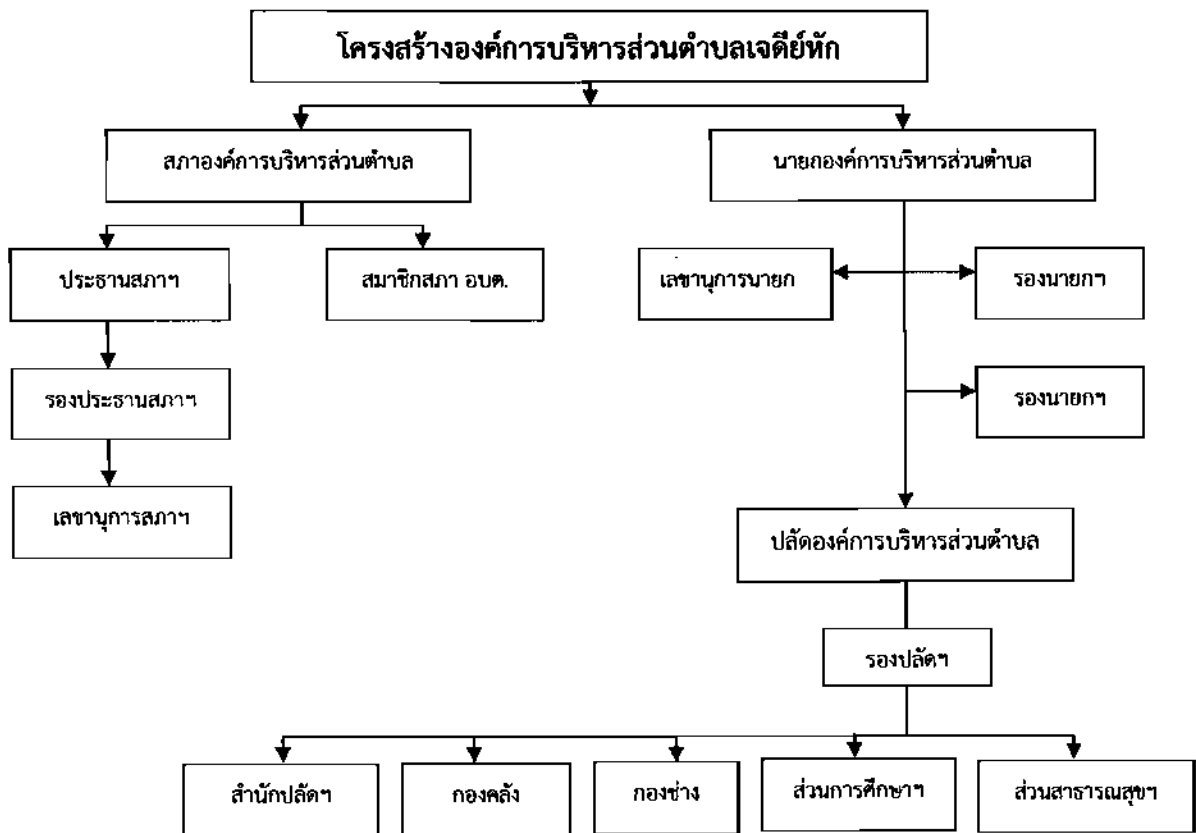 โครงสร้างองค์การบริหารส่วนตำบลเจดีย์หัก
สภาองค์การบริหารส่วนตำบล
นายกองค์การบริหารส่วนตำบล
ประธานสภาฯ
สมาชิกสภา อบต.
เลขานุการนายก
รองนายกฯ
รองประธานสภาฯ
รองนายกฯ
เลขานุการสภาฯ
ปลัดองค์การบริหารส่วนตำบล
รองปลัดฯ
สำนักปลัดฯ
กองคลัง
กองช่าง
ส่วนการศึกษาฯ
ส่วนสาธารณสุขฯ